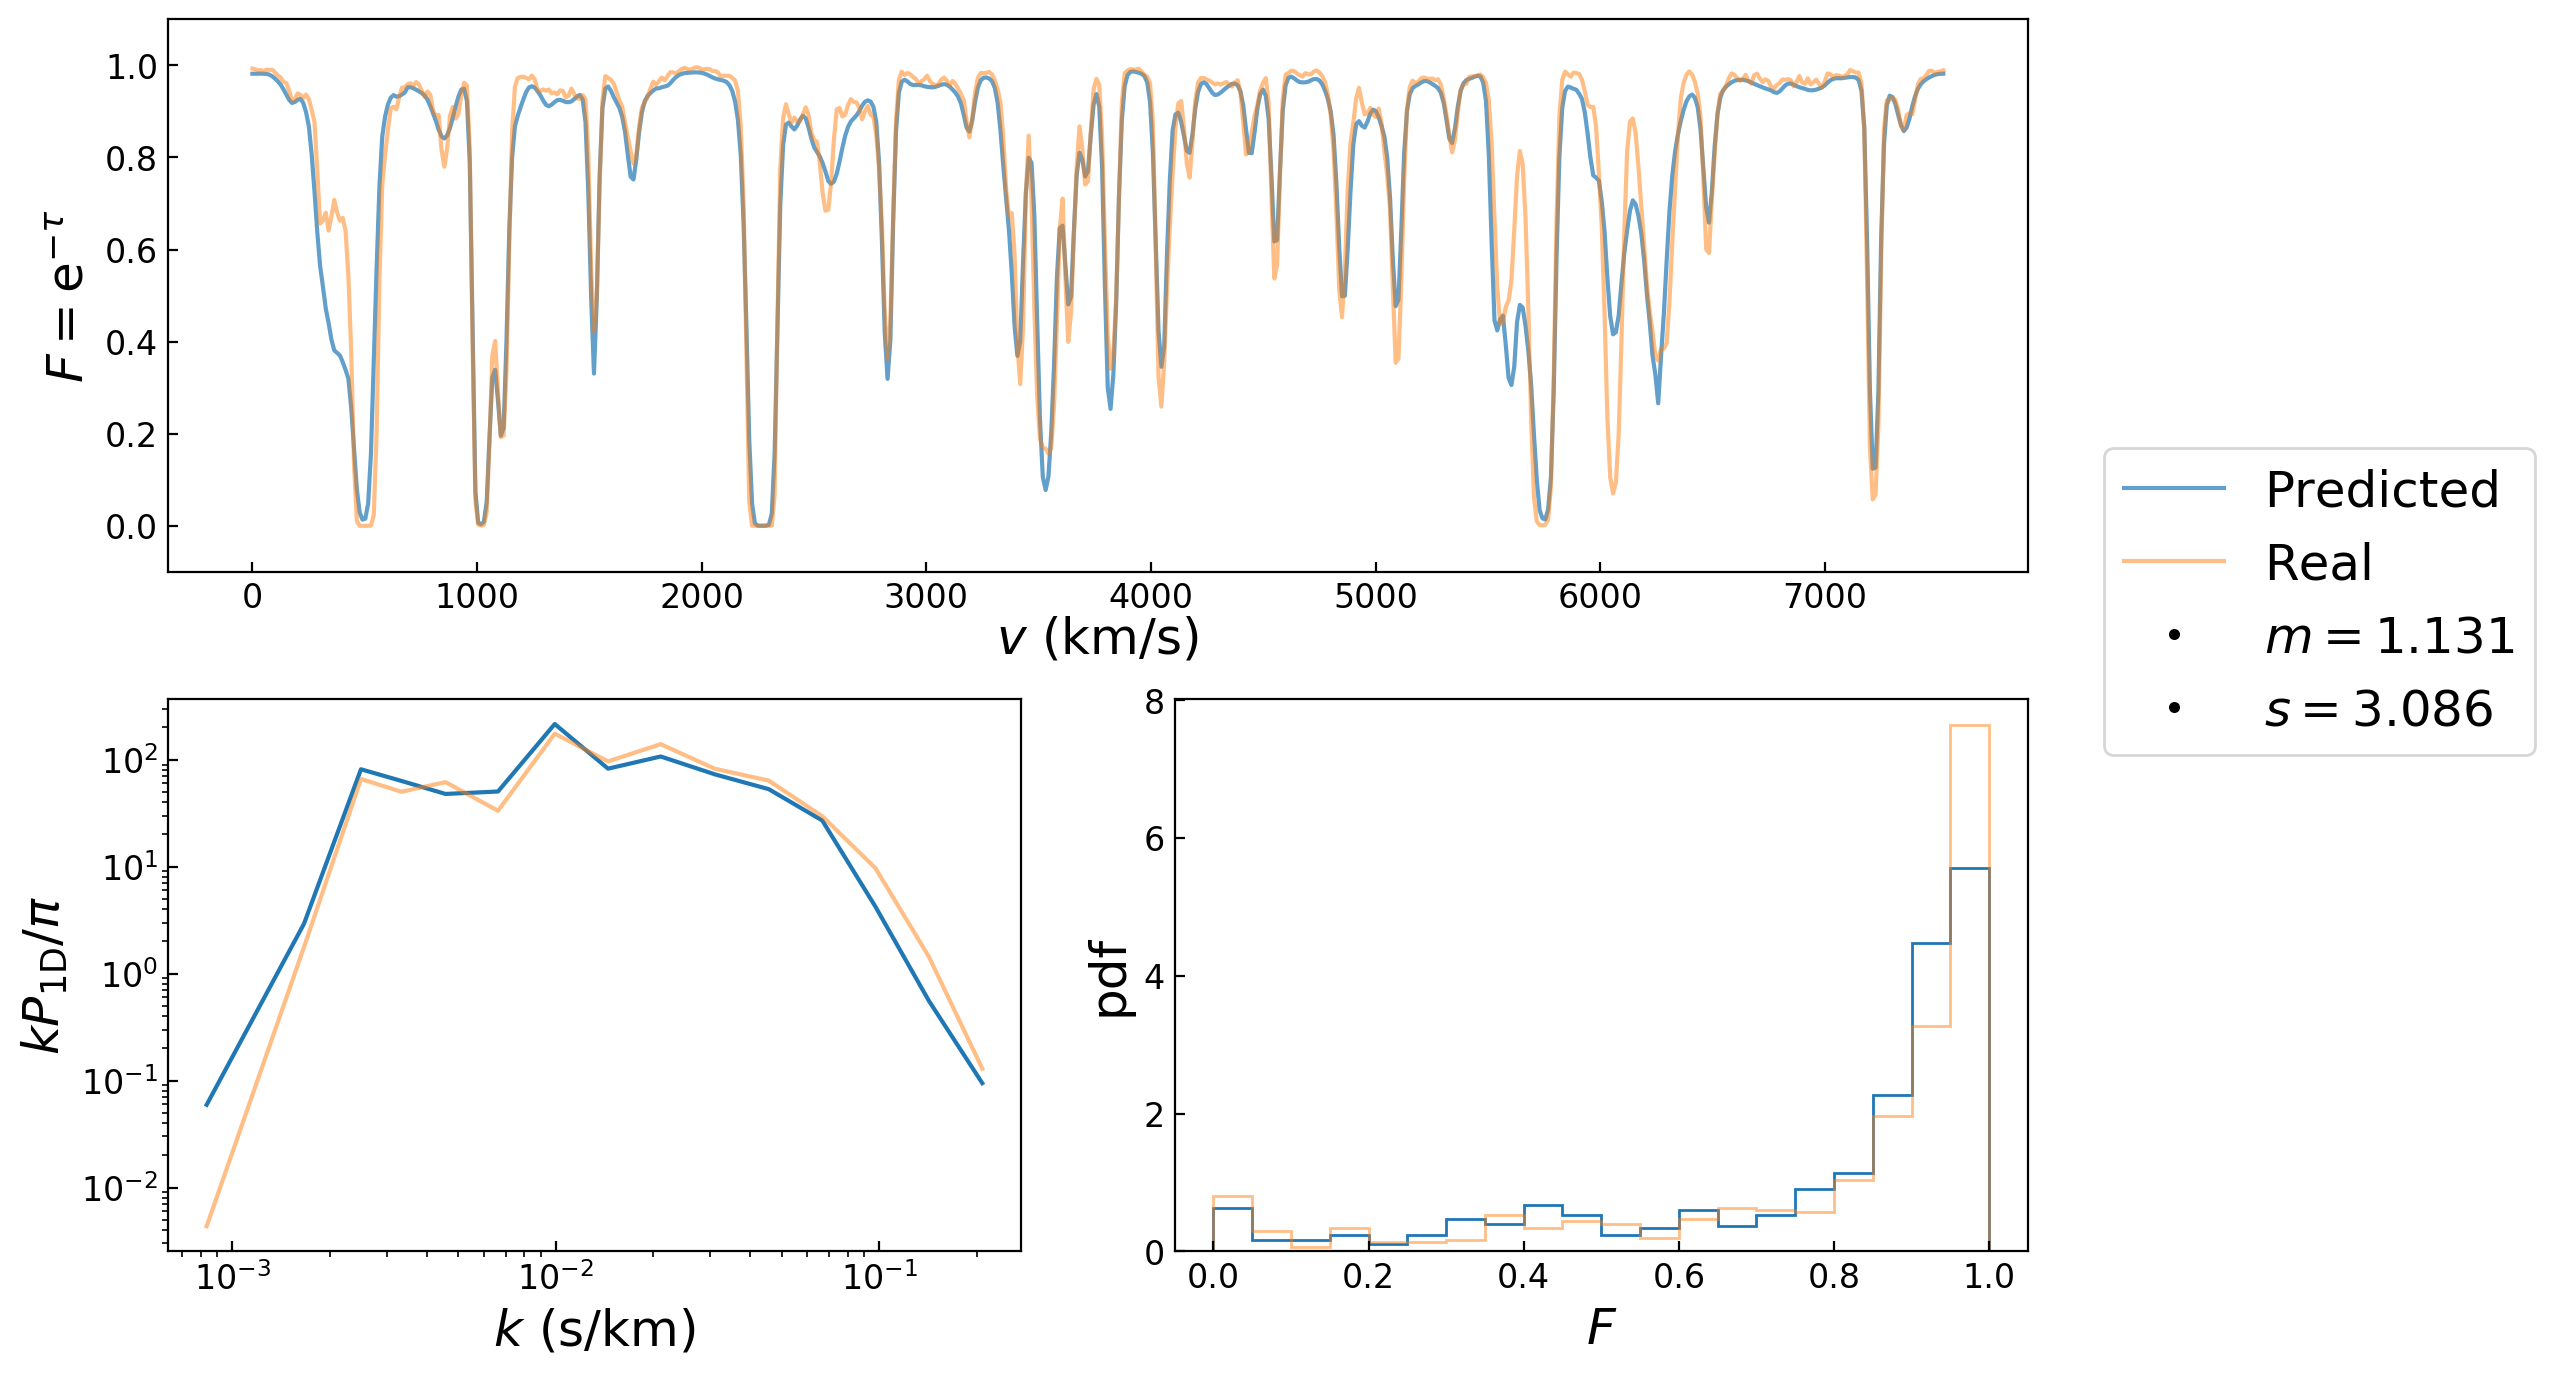 1.0
0.8
0.6
0.4
0.2
0.0
F = e^{−τ}
0 1000 2000 3000 4000 5000 6000 7000
v (km/s)
Predicted
Real
m = 1.131
s = 3.086
10^2
10^1
10^0
10^{−1}
10^{−2}
kP_{1D}/π
10^{−3} 10^{−2} 10^{−1}
k (s/km)
8
6
4
2
0
pdf
0.0 0.2 0.4 0.6 0.8 1.0
F